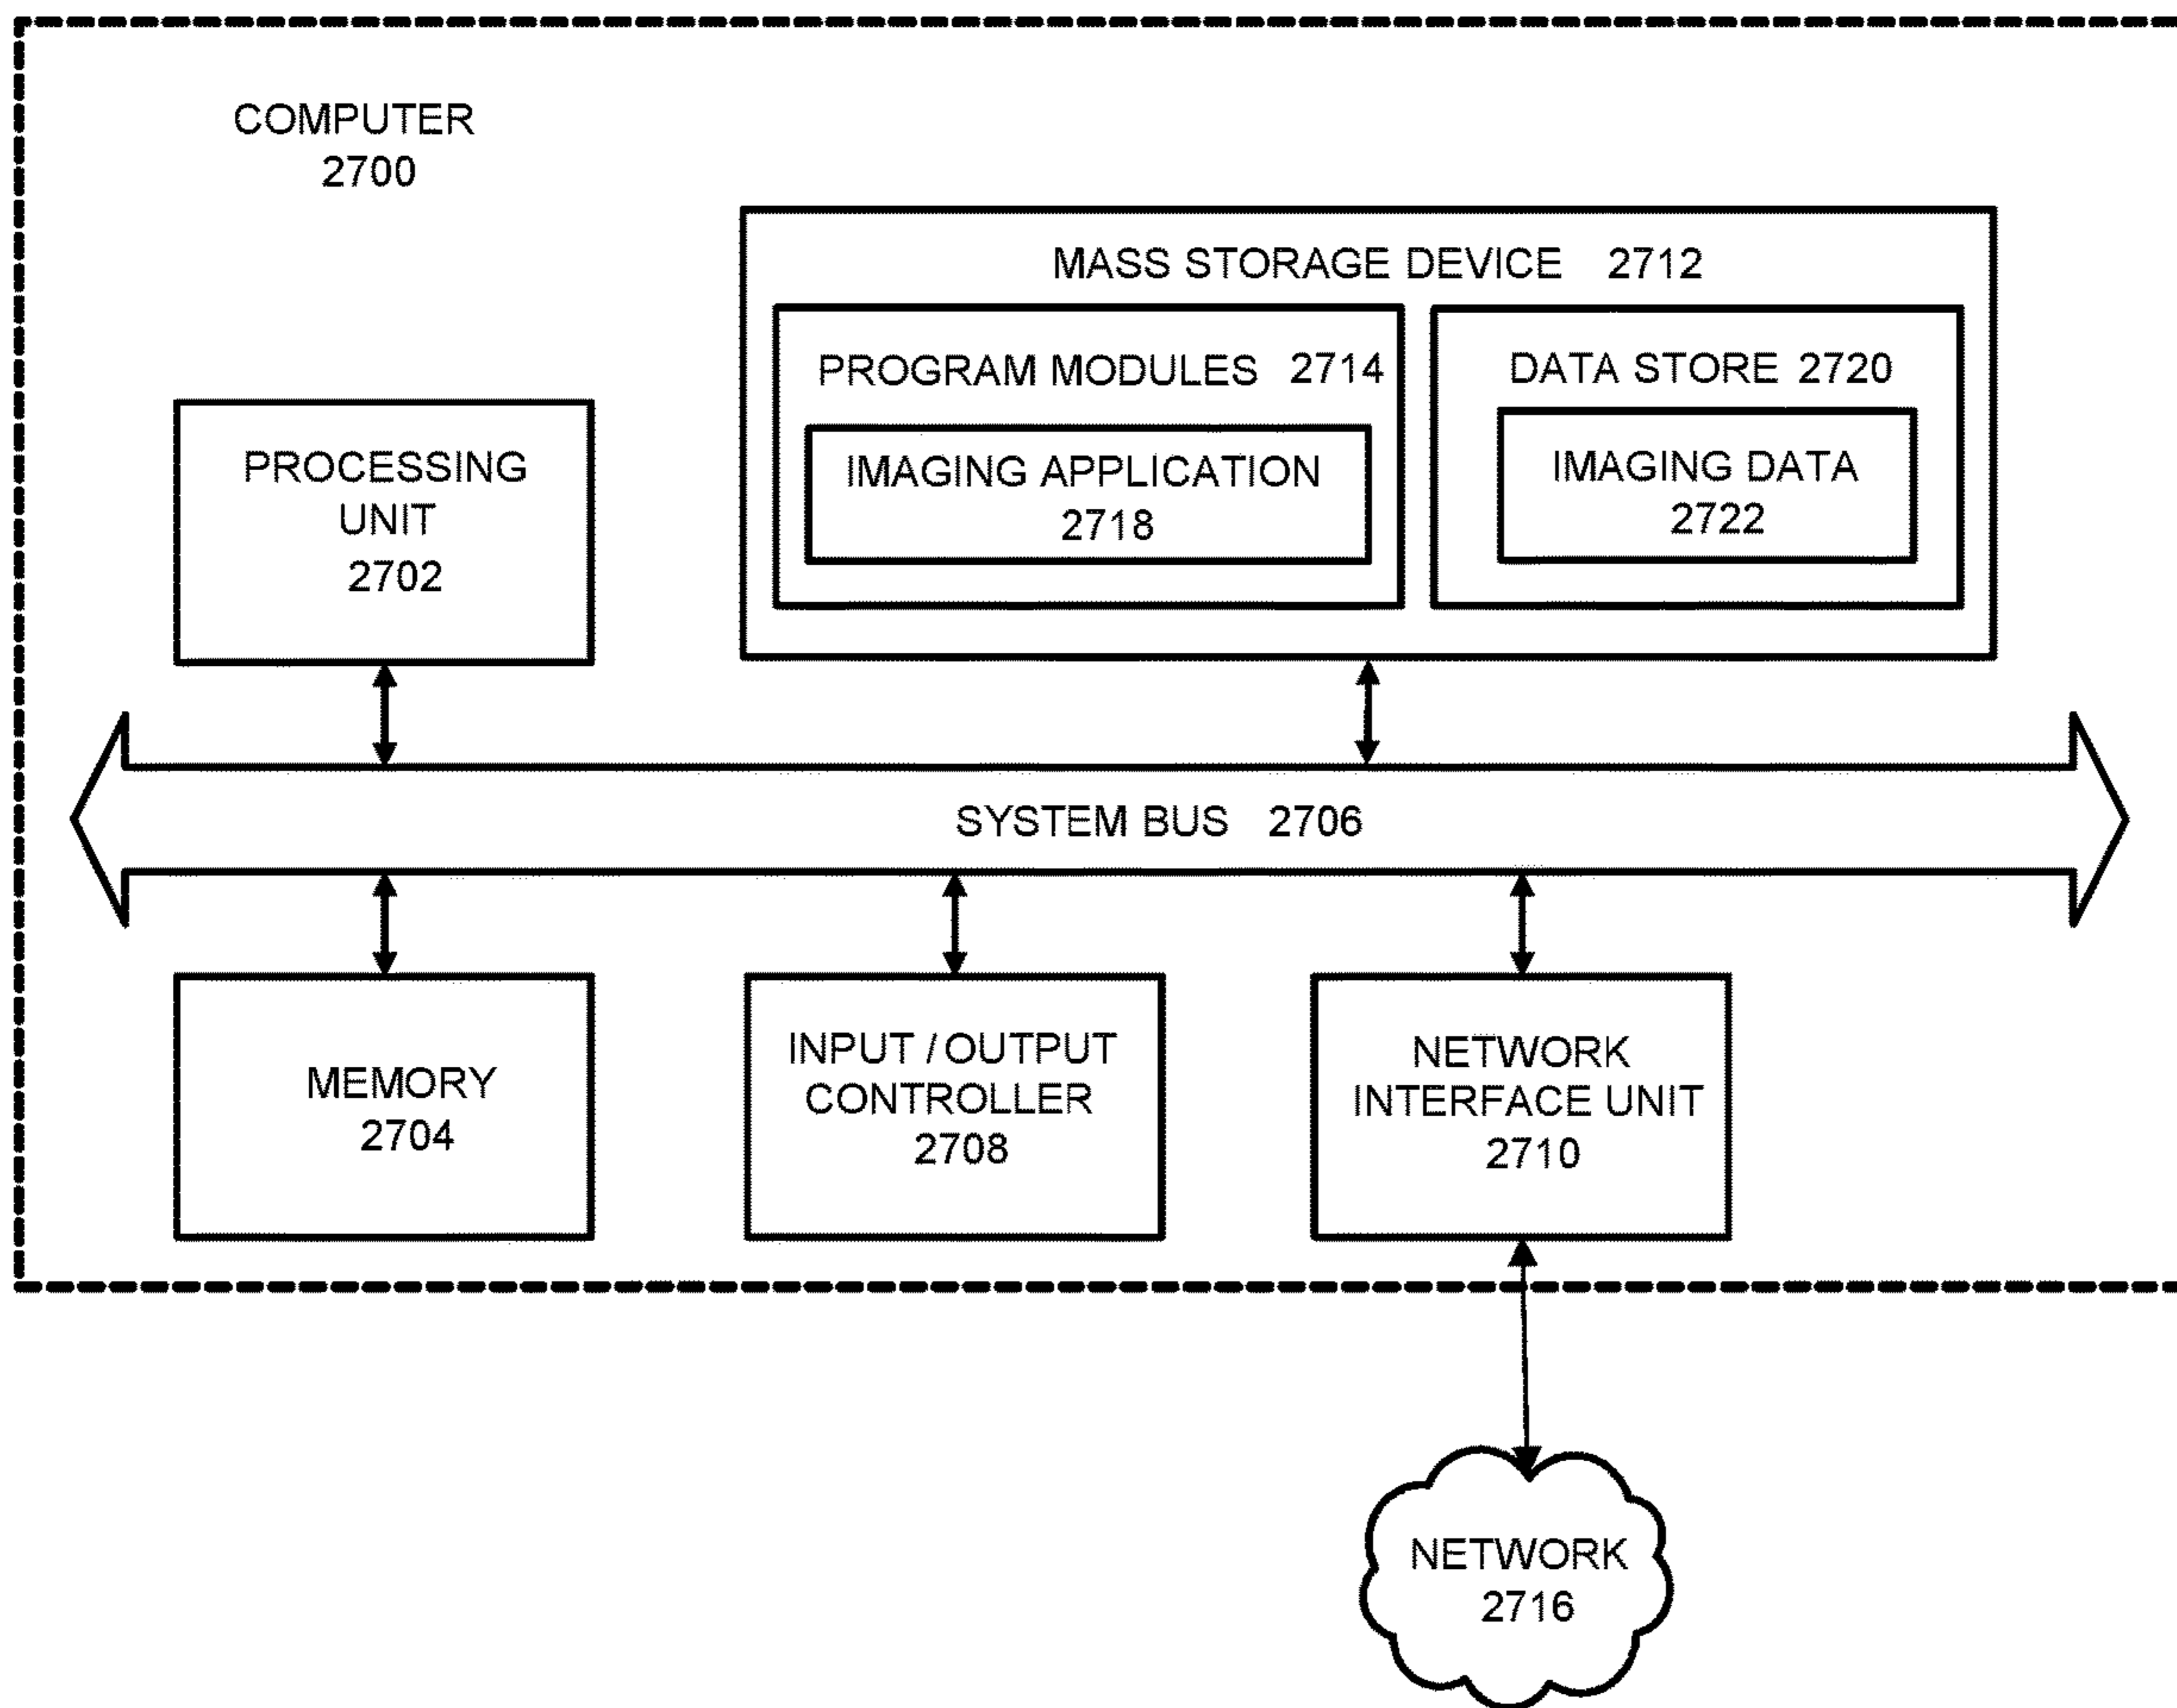 COMPUTER
2700
MASS STORAGE DEVICE 2712
PROGRAM MODULES 2714
IMAGING APPLICATION
2718
DATA STORE 2720
IMAGING DATA
2722
PROCESSING
UNIT
2702
SYSTEM BUS 2706
MEMORY
2704
INPUT / OUTPUT
CONTROLLER
2708
NETWORK
INTERFACE UNIT
2710
NETWORK
2716